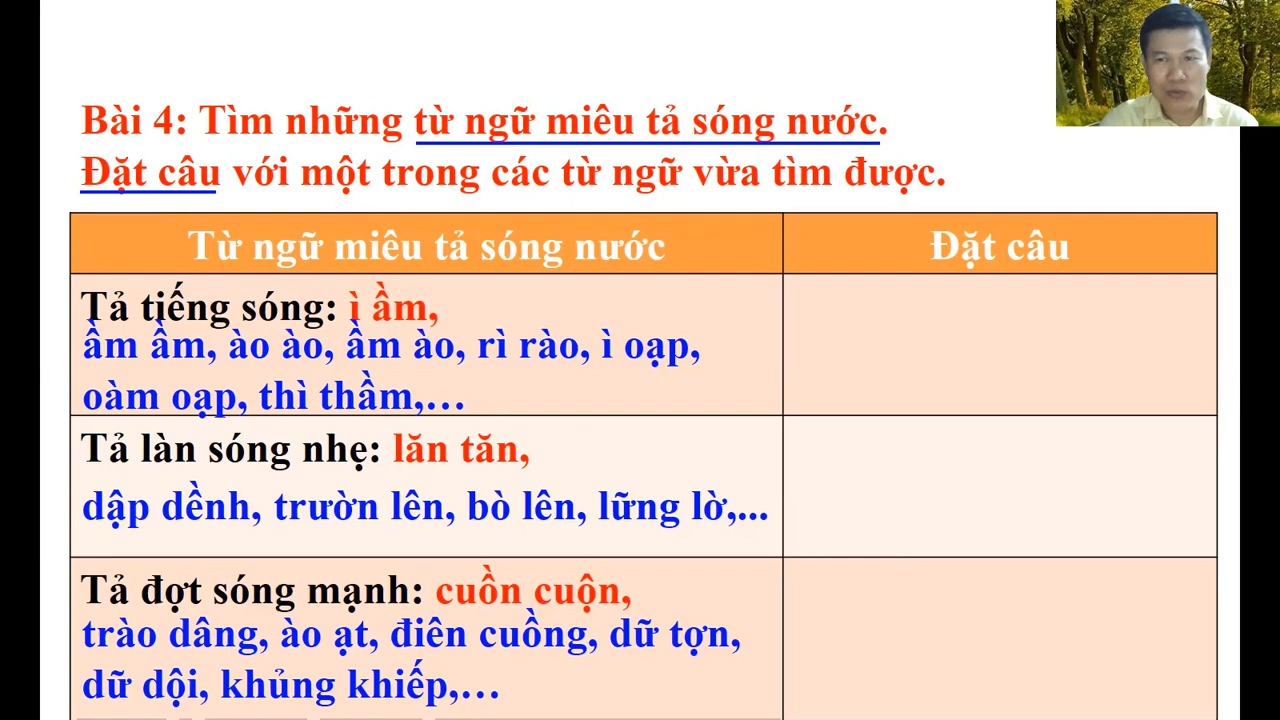 Bài 4: Tìm những từ ngữ miêu tả sóng nước.
Đặt câu với một trong các từ ngữ vừa tìm được.
Từ ngữ miêu tả sóng nước
Đặt câu
Tả tiếng sóng: ì ầm,
ầm ầm, ào ào, ầm ào, rì rào, ì oạp,
oàm oạp, thì thầm,…
Tả làn sóng nhẹ: lăn tăn,
dập dềnh, trườn lên, bò lên, lững lờ,...
Tả đợt sóng mạnh: cuồn cuộn,
trào dâng, ào ạt, điên cuồng, dữ tợn,
dữ dội, khủng khiếp,…